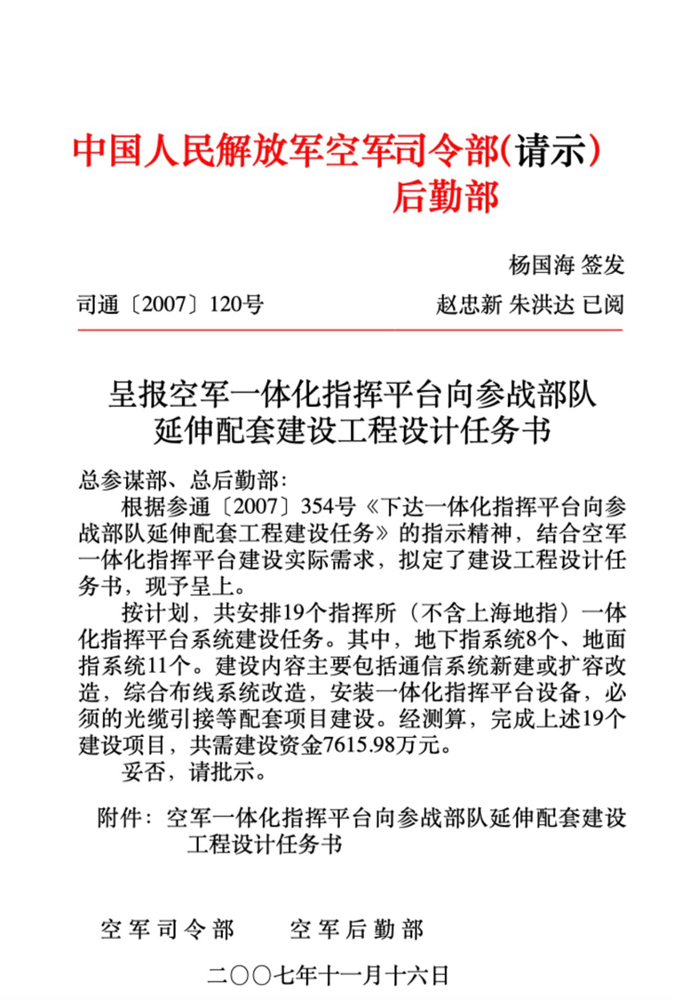 中国人民解放军空军司令部(请示)
后勤部
杨国海 签发
司通〔2007〕120号 赵忠新 朱洪达 已阅
呈报空军一体化指挥平台向参战部队
延伸配套建设工程设计任务书
总参谋部、总后勤部:
根据参通〔2007〕354号《下达一体化指挥平台向参
战部队延伸配套工程建设任务》的指示精神，结合空军
一体化指挥平台建设实际需求，拟定了建设工程设计任
务书，现予呈上。
按计划，共安排19个指挥所（不含上海地指）一体
化指挥平台系统建设任务。其中，地下指系统8个、地面
指系统11个。建设内容主要包括通信系统新建或扩容改
造，综合布线系统改造，安装一体化指挥平台设备，必
须的光缆引接等配套项目建设。经测算，完成上述19个
建设项目，共需建设资金7615.98万元。
妥否，请批示。
附件：空军一体化指挥平台向参战部队延伸配套建设
工程设计任务书
空军司令部 空军后勤部
二〇〇七年十一月十六日